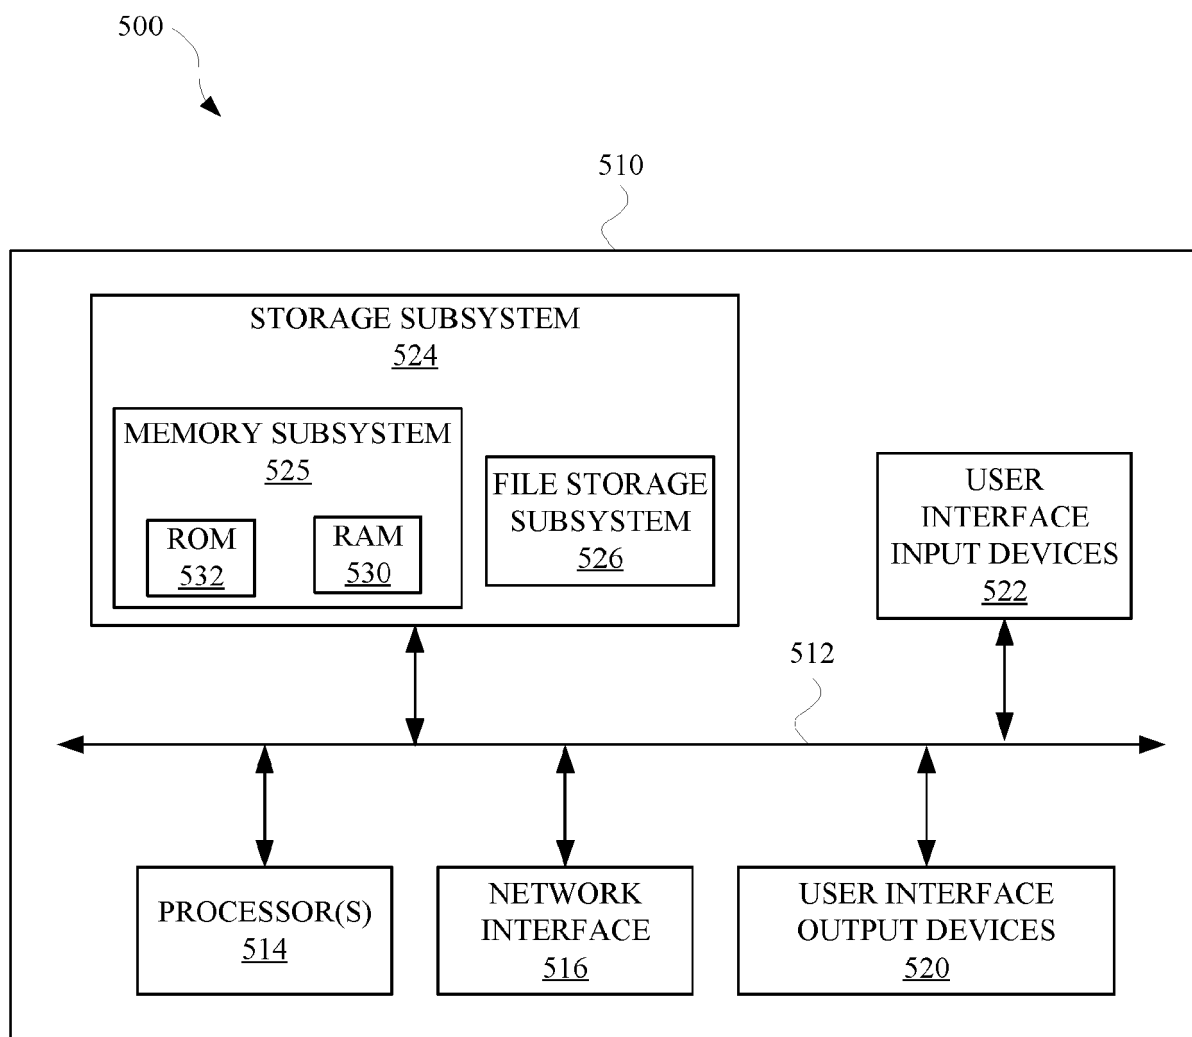 500
510
STORAGE SUBSYSTEM
524
MEMORY SUBSYSTEM
525
ROM
532
RAM
530
FILE STORAGE
SUBSYSTEM
526
USER
INTERFACE
INPUT DEVICES
522
512
PROCESSOR(S)
514
NETWORK
INTERFACE
516
USER INTERFACE
OUTPUT DEVICES
520